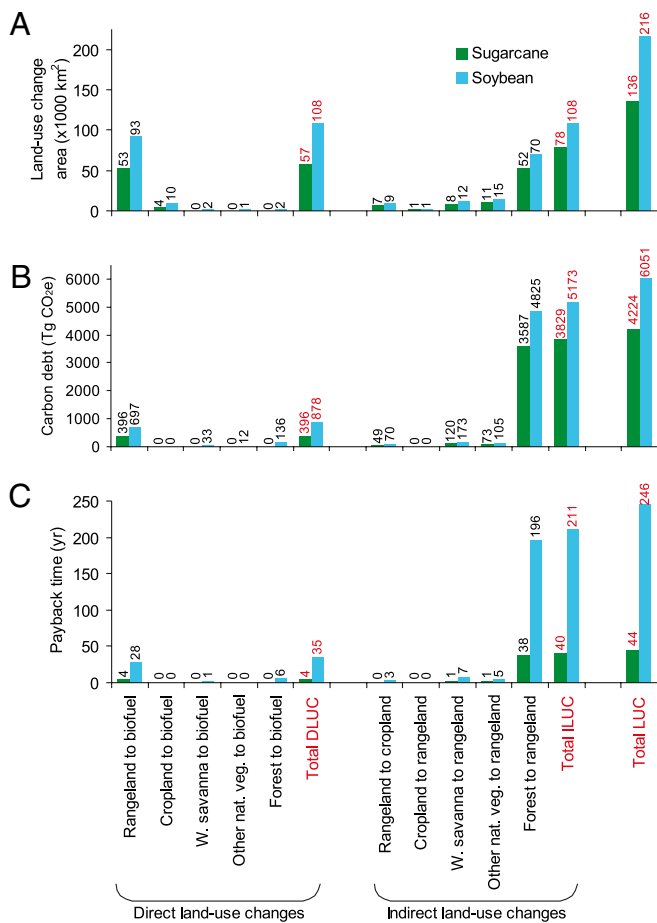 A
Land-use change
area (x1000 km²)
200
150
100
50
0
Sugarcane
Soybean
53 93 4 10 0 2 0 1 0 2 57 108 7 9 1 1 8 12 11 15 52 70 78 108 136 216
B
Carbon debt (Tg CO₂e)
6000
5000
4000
3000
2000
1000
0
396 697 0 0 0 33 0 12 0 136 396 878 49 70 0 0 120 173 73 105 3587 4825 3829 5173 4224 6051
C
Payback time (yr)
250
200
150
100
50
0
4 28 0 0 0 1 0 0 0 6 4 35 0 3 0 0 1 7 1 5 38 196 40 211 44 246
Rangeland to biofuel
Cropland to biofuel
W. savanna to biofuel
Other nat. veg. to biofuel
Forest to biofuel
Total DLUC
Rangeland to cropland
Cropland to rangeland
W. savanna to rangeland
Other nat. veg. to rangeland
Forest to rangeland
Total ILUC
Total LUC
Direct land-use changes
Indirect land-use changes